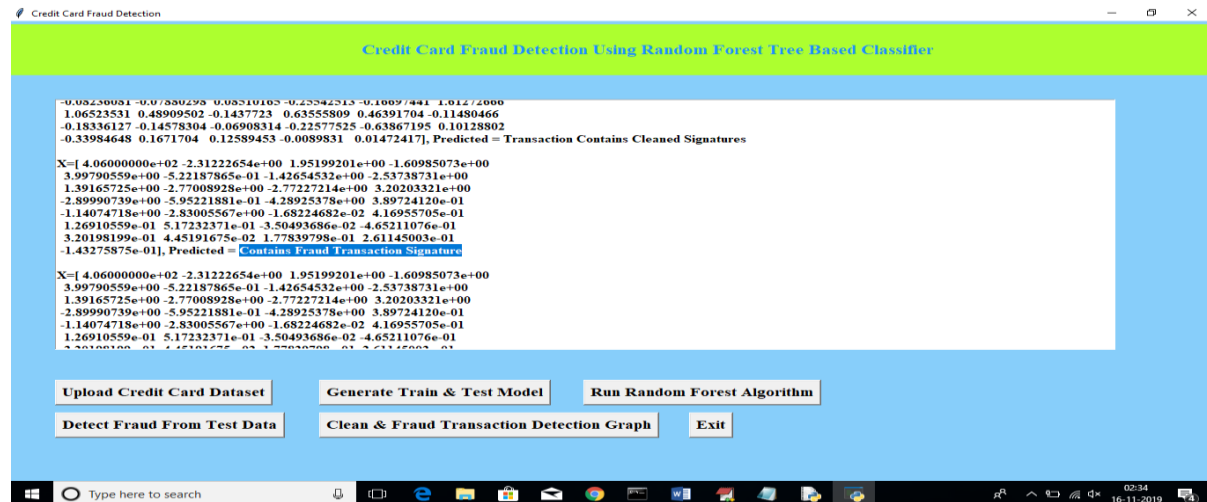 Credit Card Fraud Detection
Credit Card Fraud Detection Using Random Forest Tree Based Classifier
-0.08236081 -0.07880298 0.08510165 -0.25542513 -0.16697441 1.61272666
1.06523531 0.48909502 -0.1437723 0.63555809 0.46391704 -0.11480466
-0.18336127 -0.14578304 -0.06908314 -0.22577525 -0.63867195 0.10128802
-0.33984648 0.1671704 0.12589453 -0.0089831 0.01472417], Predicted = Transaction Contains Cleaned Signatures
X=[ 4.06000000e+02 -2.31222654e+00 1.95199201e+00 -1.60985073e+00
3.99790559e+00 -5.22187865e-01 -1.42654532e+00 -2.53738731e+00
1.39165725e+00 -2.77008928e+00 -2.77227214e+00 3.20203321e+00
-2.89990739e+00 -5.95221881e-01 -4.28925378e+00 3.89724120e-01
-1.14074718e+00 -2.83005567e+00 -1.68224682e-02 4.16955705e-01
1.26910559e-01 5.17232371e-01 -3.50493686e-02 -4.65211076e-01
3.20198199e-01 4.45191675e-02 1.77839798e-01 2.61145003e-01
-1.43275875e-01], Predicted = Contains Fraud Transaction Signature
X=[ 4.06000000e+02 -2.31222654e+00 1.95199201e+00 -1.60985073e+00
3.99790559e+00 -5.22187865e-01 -1.42654532e+00 -2.53738731e+00
1.39165725e+00 -2.77008928e+00 -2.77227214e+00 3.20203321e+00
-2.89990739e+00 -5.95221881e-01 -4.28925378e+00 3.89724120e-01
-1.14074718e+00 -2.83005567e+00 -1.68224682e-02 4.16955705e-01
1.26910559e-01 5.17232371e-01 -3.50493686e-02 -4.65211076e-01
Upload Credit Card Dataset
Generate Train & Test Model
Run Random Forest Algorithm
Detect Fraud From Test Data
Clean & Fraud Transaction Detection Graph
Exit
Type here to search
02:34
16-11-2019